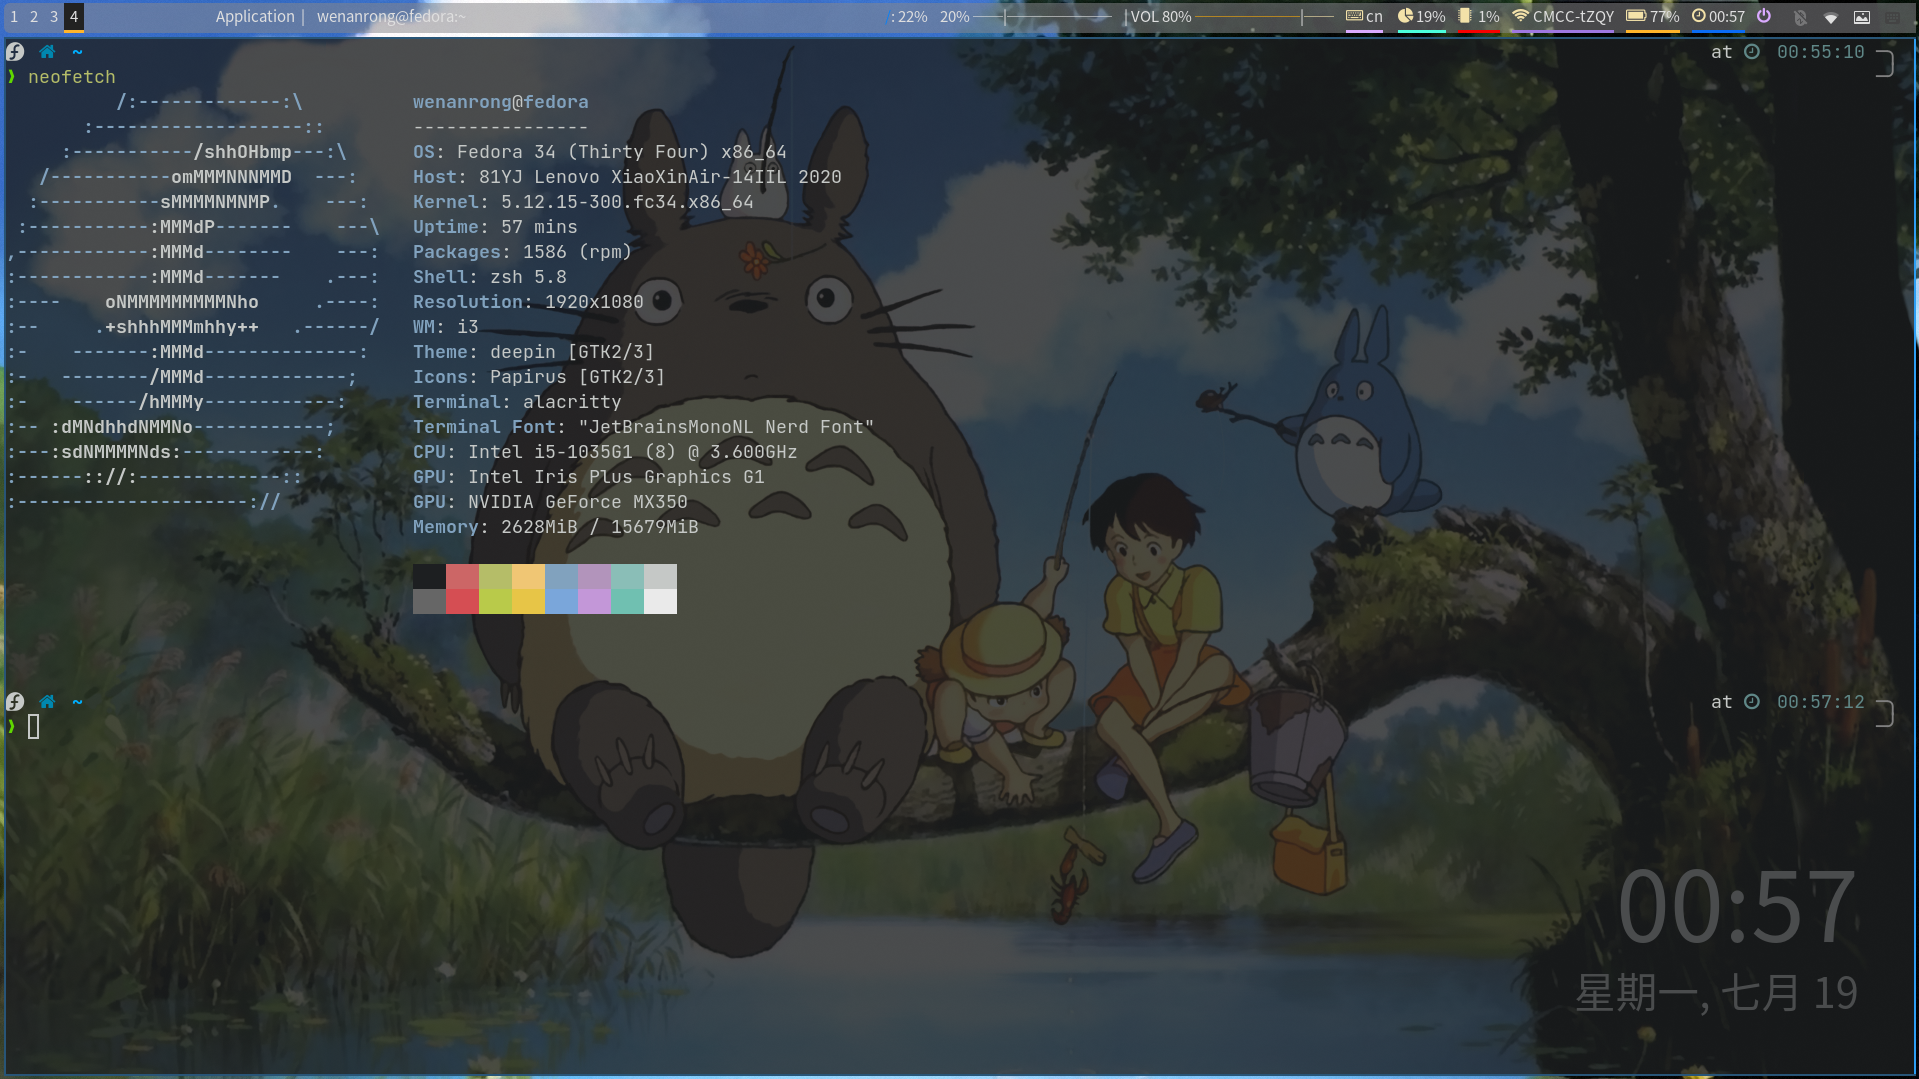 1 2 3 4 Application | wenanrong@fedora:~ /: 22% 20% VOL 80% cn 19% 1% CMCC-tZQY 77% 00:57
~ at 00:55:10
❯ neofetch
/:-------------:\ wenanrong@fedora
:-------------------:: ----------------
:-----------/shhOHbmp---:\ OS: Fedora 34 (Thirty Four) x86_64
/-----------omMMMNNNMMD ---: Host: 81YJ Lenovo XiaoXinAir-14IIL 2020
:-----------sMMMMNMNMP. ---: Kernel: 5.12.15-300.fc34.x86_64
:-----------:MMMdP------- ---\ Uptime: 57 mins
,------------:MMMd-------- ---: Packages: 1586 (rpm)
:------------:MMMd------- .---: Shell: zsh 5.8
:---- oNMMMMMMMMMNho .----: Resolution: 1920x1080
:-- .+shhhMMMmhhy++ .------/ WM: i3
:- -------:MMMd--------------: Theme: deepin [GTK2/3]
:- --------/MMMd-------------; Icons: Papirus [GTK2/3]
:- ------/hMMMy------------: Terminal: alacritty
:-- :dMNdhhdNMMNo------------; Terminal Font: "JetBrainsMonoNL Nerd Font"
:---:sdNMMMMNds:------------: CPU: Intel i5-1035G1 (8) @ 3.600GHz
:------:://:-------------:: GPU: Intel Iris Plus Graphics G1
:---------------------:// GPU: NVIDIA GeForce MX350
Memory: 2628MiB / 15679MiB
~ at 00:57:12
❯
00:57
星期一, 七月 19